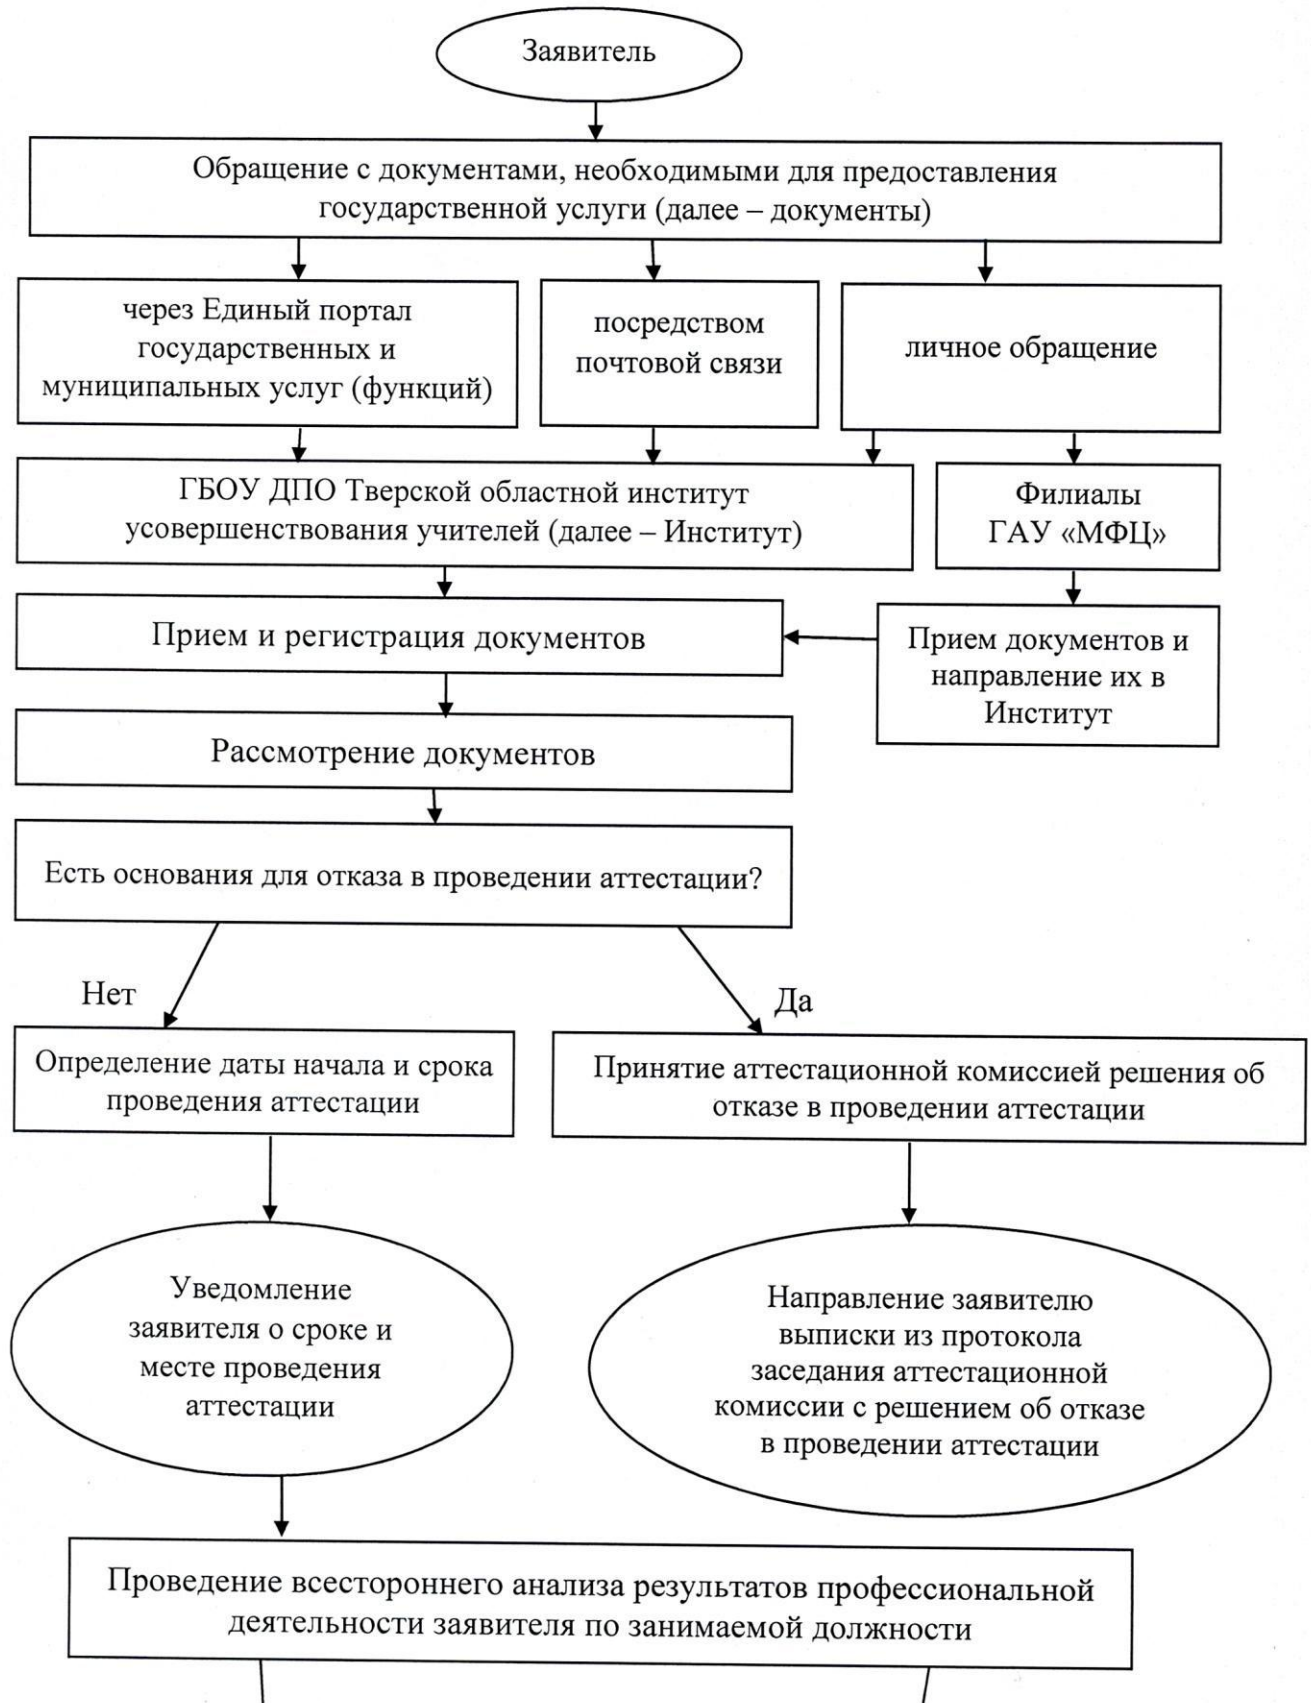 Заявитель
Обращение с документами, необходимыми для предоставления
государственной услуги (далее – документы)
через Единый портал
государственных и
муниципальных услуг (функций)
посредством
почтовой связи
личное обращение
ГБОУ ДПО Тверской областной институт
усовершенствования учителей (далее – Институт)
Филиалы
ГАУ «МФЦ»
Прием и регистрация документов
Прием документов и
направление их в
Институт
Рассмотрение документов
Есть основания для отказа в проведении аттестации?
Нет
Да
Определение даты начала и срока
проведения аттестации
Принятие аттестационной комиссией решения об
отказе в проведении аттестации
Уведомление
заявителя о сроке и
месте проведения
аттестации
Направление заявителю
выписки из протокола
заседания аттестационной
комиссии с решением об отказе
в проведении аттестации
Проведение всестороннего анализа результатов профессиональной
деятельности заявителя по занимаемой должности